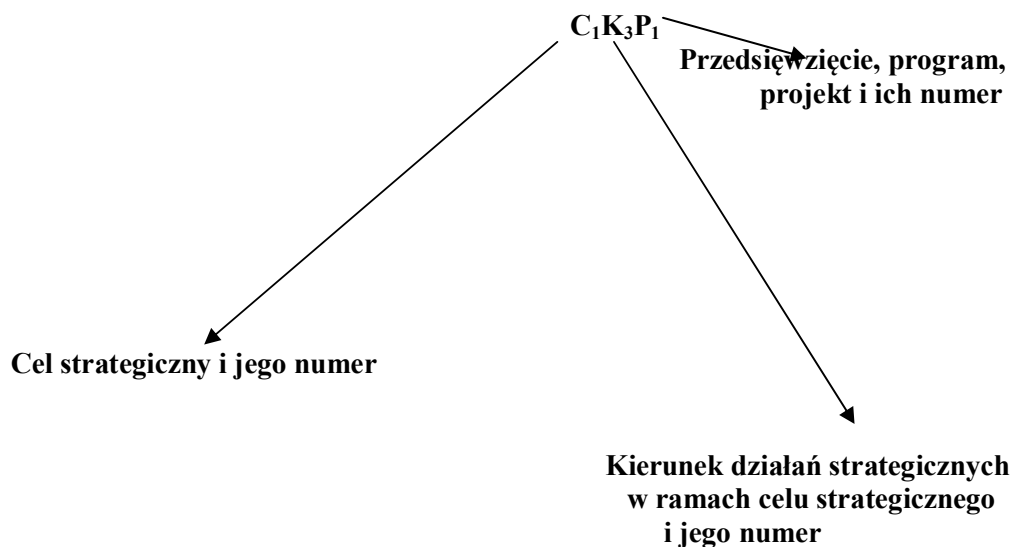 C₁K₃P₁
Przedsięwzięcie, program,
projekt i ich numer
Cel strategiczny i jego numer
Kierunek działań strategicznych
w ramach celu strategicznego
i jego numer